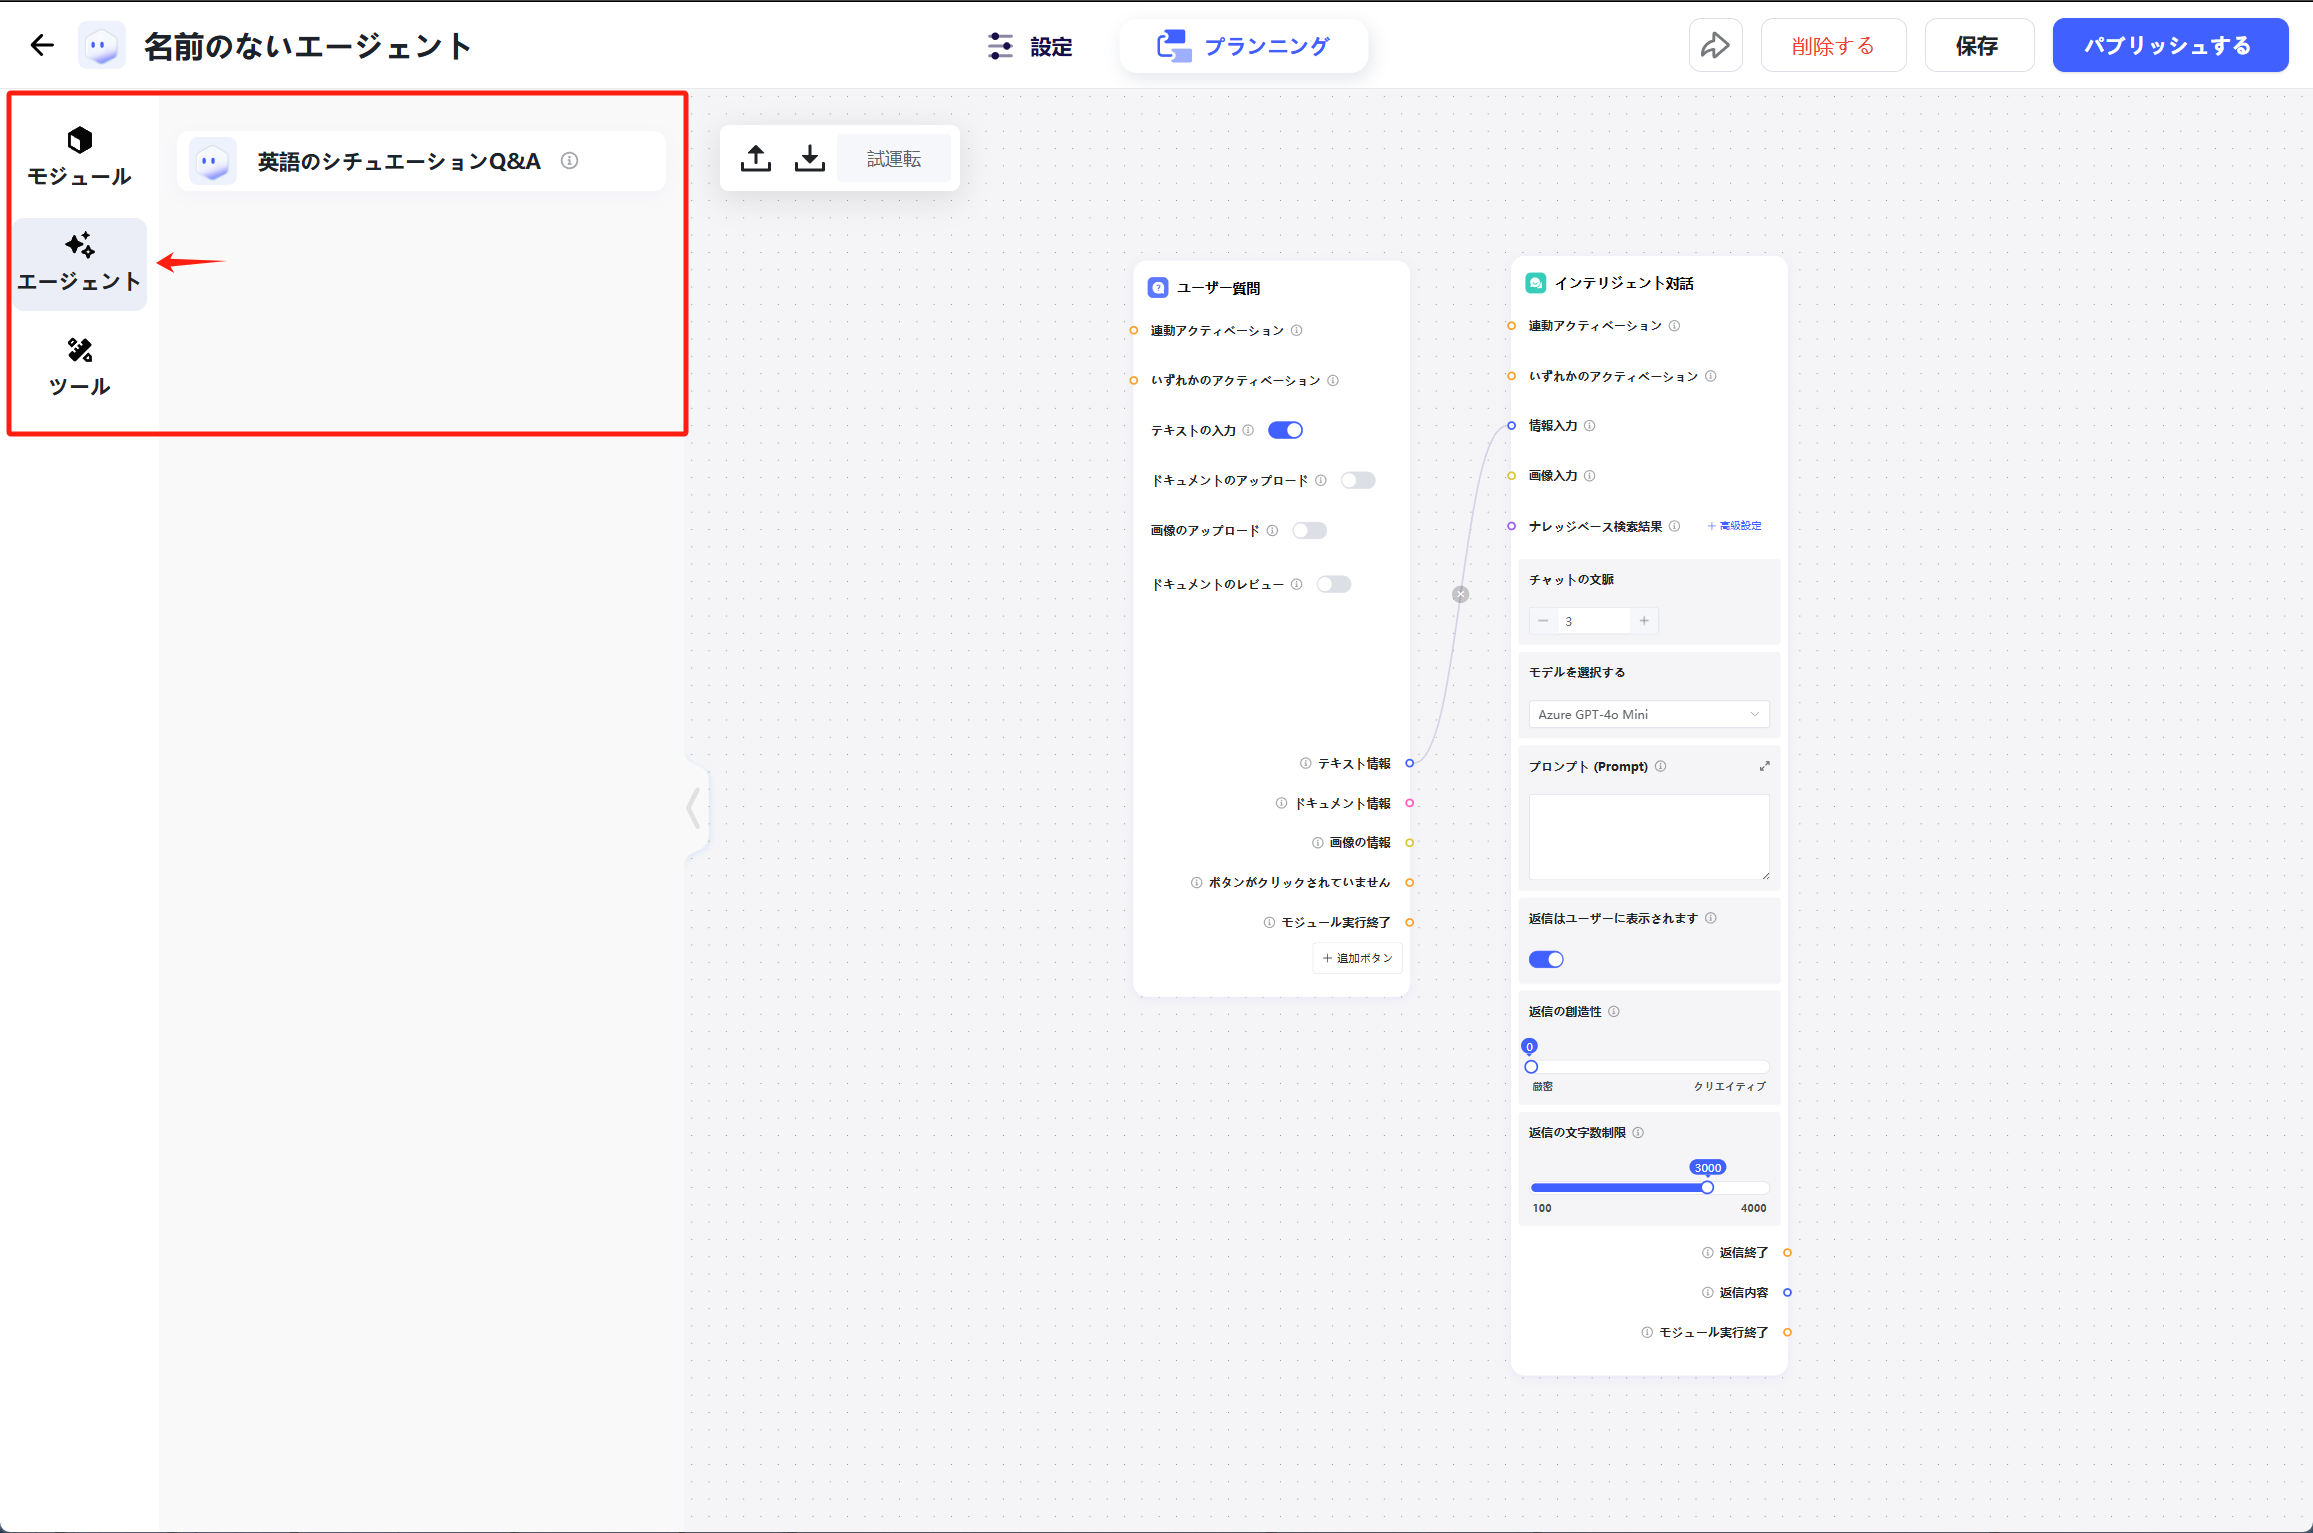 名前のないエージェント
設定
プランニング
削除する
保存
パブリッシュする
モジュール
エージェント
ツール
英語のシチュエーションQ&A
試運転
ユーザー質問
連動アクティベーション
いずれかのアクティベーション
テキストの入力
ドキュメントのアップロード
画像のアップロード
ドキュメントのレビュー
テキスト情報
ドキュメント情報
画像の情報
ボタンがクリックされていません
モジュール実行終了
+ 追加ボタン
インテリジェント対話
連動アクティベーション
いずれかのアクティベーション
情報入力
画像入力
ナレッジベース検索結果 + 高級設定
チャットの文脈
− 3 +
モデルを選択する
Azure GPT-4o Mini
プロンプト (Prompt)
返信はユーザーに表示されます
返信の創造性
0
厳密 クリエイティブ
返信の文字数制限
3000
100 4000
返信終了
返信内容
モジュール実行終了